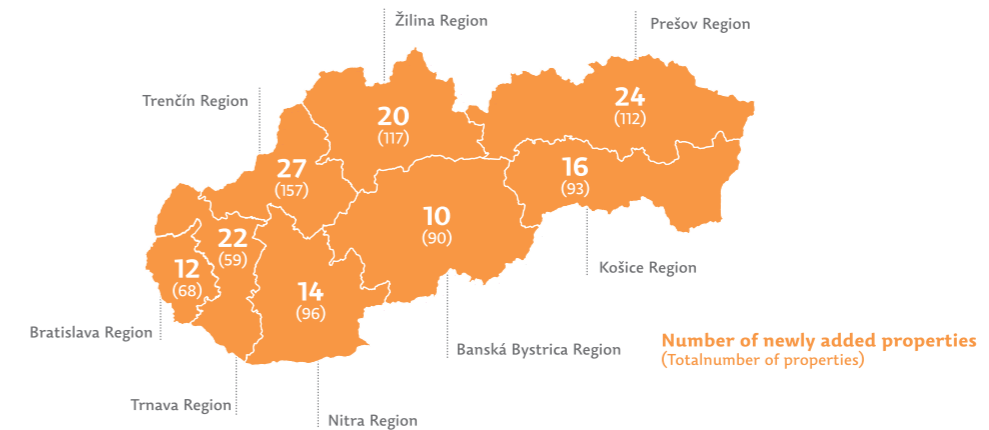 Žilina Region
Prešov Region
Trenčín Region
20
(117)
24
(112)
27
(157)
16
(93)
10
(90)
22
(59)
12
(68)
14
(96)
Košice Region
Bratislava Region
Banská Bystrica Region
Number of newly added properties
(Totalnumber of properties)
Trnava Region
Nitra Region